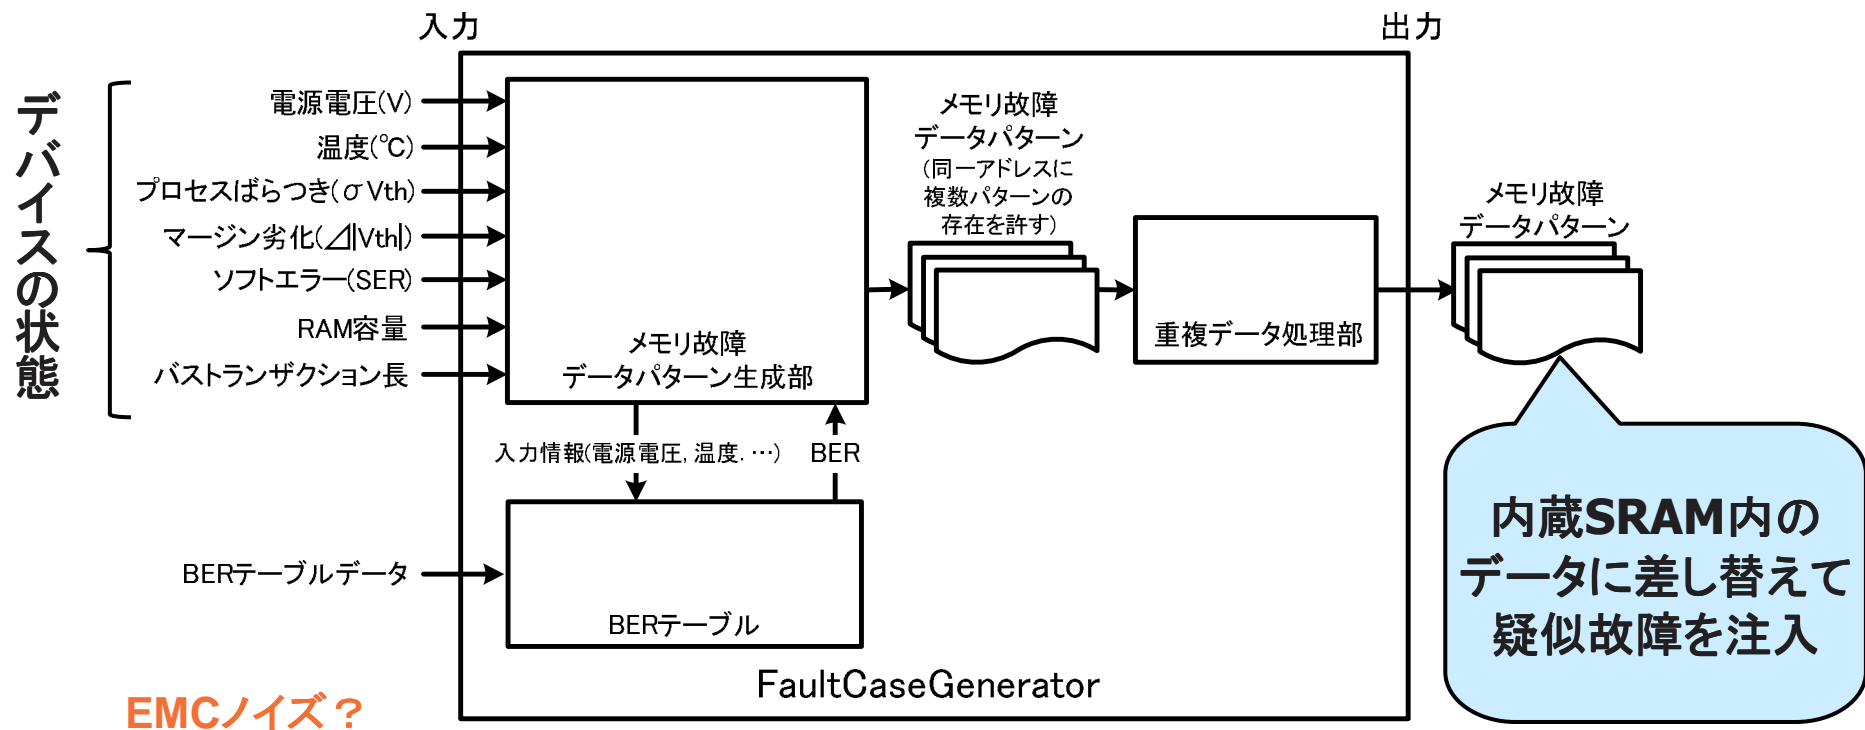 入力
出力
デバイスの状態
電源電圧(V)
温度(℃)
プロセスばらつき(σVth)
マージン劣化(⊿|Vth|)
ソフトエラー(SER)
RAM容量
バストランザクション長
メモリ故障
データパターン生成部
メモリ故障
データパターン
(同一アドレスに
複数パターンの
存在を許す)
重複データ処理部
メモリ故障
データパターン
入力情報(電源電圧, 温度. …)
BER
BERテーブルデータ
BERテーブル
FaultCaseGenerator
内蔵SRAM内の
データに差し替えて
疑似故障を注入
EMCノイズ？